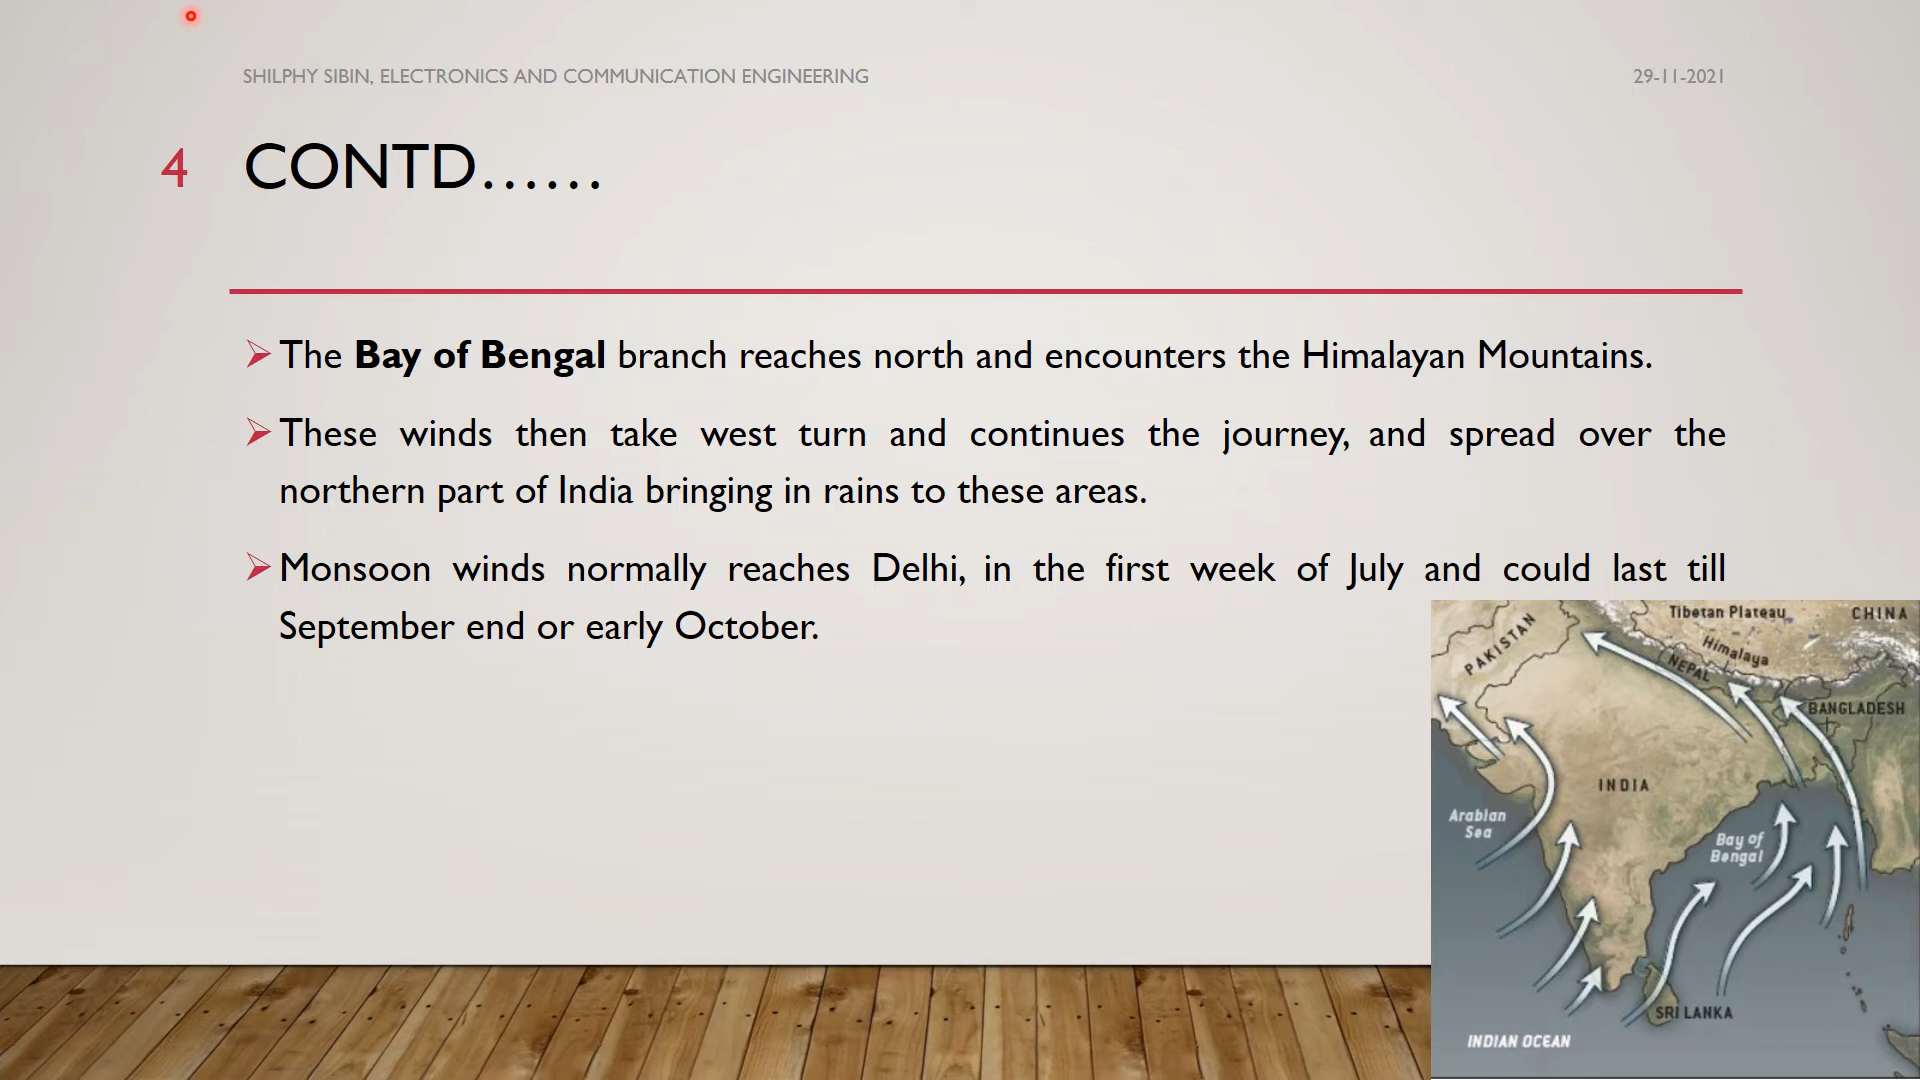 SHILPHY SIBIN, ELECTRONICS AND COMMUNICATION ENGINEERING
29-11-2021
4
CONTD......
The Bay of Bengal branch reaches north and encounters the Himalayan Mountains.
These winds then take west turn and continues the journey, and spread over the
northern part of India bringing in rains to these areas.
Monsoon winds normally reaches Delhi, in the first week of July and could last till
September end or early October.
Tibetan Plateau
CHINA
PAKISTAN
Himalaya
NEPAL
BANGLADESH
INDIA
Arabian
Sea
Bay of
Bengal
SRI LANKA
INDIAN OCEAN